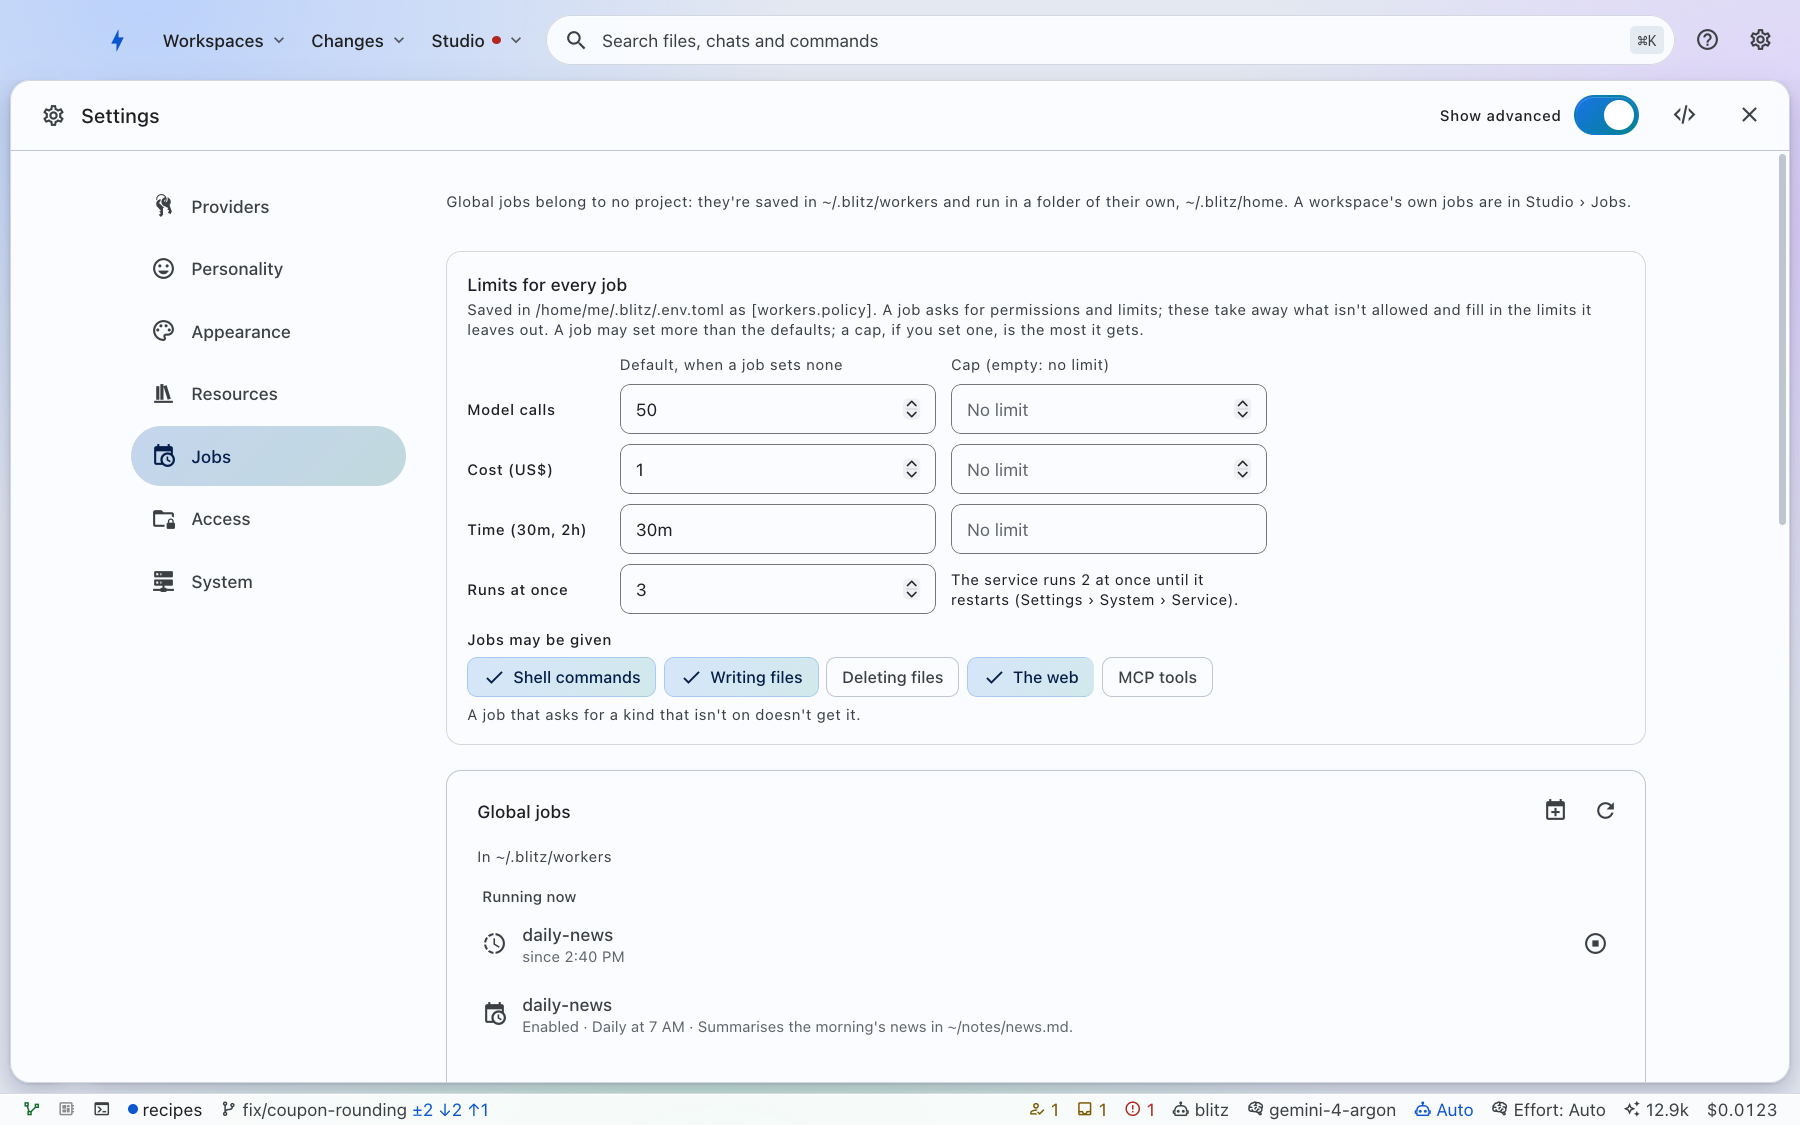 Workspaces
Changes
Studio
Search files, chats and commands
⌘K
Settings
Show advanced
Providers
Personality
Appearance
Resources
Jobs
Access
System
Global jobs belong to no project: they're saved in ~/.blitz/workers and run in a folder of their own, ~/.blitz/home. A workspace's own jobs are in Studio › Jobs.
Limits for every job
Saved in /home/me/.blitz/.env.toml as [workers.policy]. A job asks for permissions and limits; these take away what isn't allowed and fill in the limits it
leaves out. A job may set more than the defaults; a cap, if you set one, is the most it gets.
Default, when a job sets none
Cap (empty: no limit)
Model calls
50
No limit
Cost (US$)
1
No limit
Time (30m, 2h)
30m
No limit
Runs at once
3
The service runs 2 at once until it
restarts (Settings › System › Service).
Jobs may be given
Shell commands
Writing files
Deleting files
The web
MCP tools
A job that asks for a kind that isn't on doesn't get it.
Global jobs
In ~/.blitz/workers
Running now
daily-news
since 2:40 PM
daily-news
Enabled · Daily at 7 AM · Summarises the morning's news in ~/notes/news.md.
recipes
fix/coupon-rounding ±2 ↓2 ↑1
1
1
1
blitz
gemini-4-argon
Auto
Effort: Auto
12.9k
$0.0123